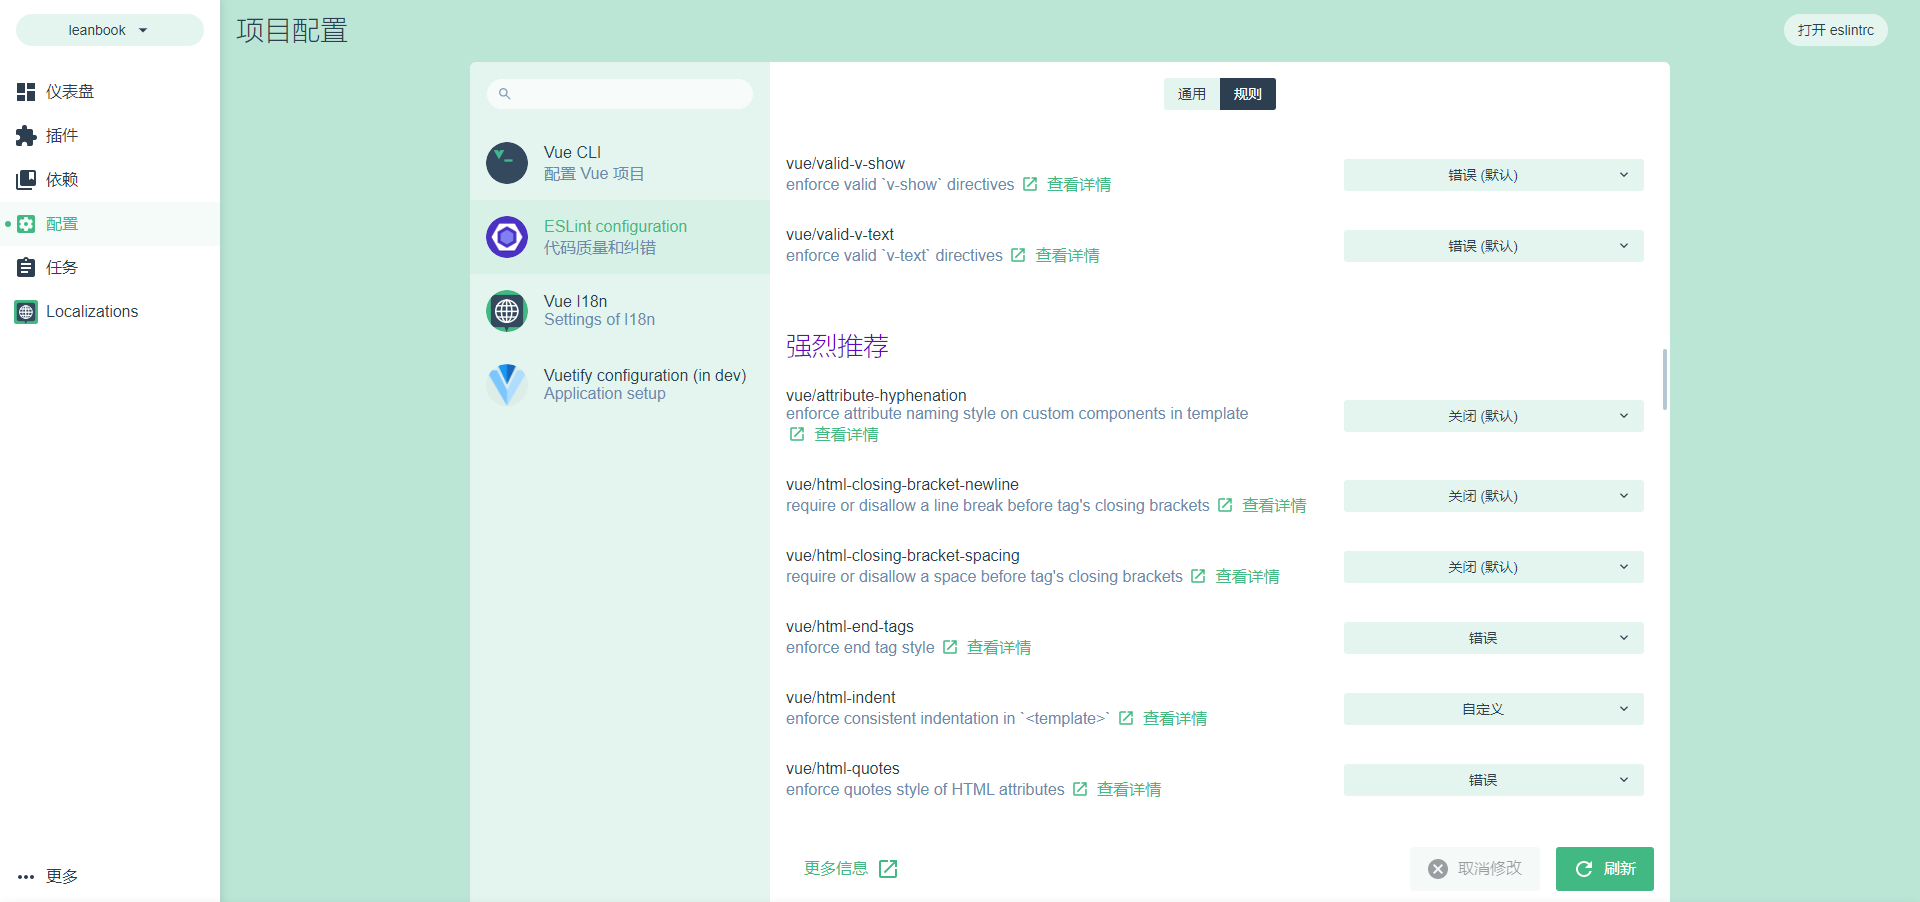 leanbook
项目配置
打开 eslintrc
仪表盘
插件
依赖
配置
任务
Localizations
更多
Vue CLI
配置 Vue 项目
ESLint configuration
代码质量和纠错
Vue I18n
Settings of I18n
Vuetify configuration (in dev)
Application setup
通用
规则
vue/valid-v-show
enforce valid `v-show` directives 查看详情
错误 (默认)
vue/valid-v-text
enforce valid `v-text` directives 查看详情
错误 (默认)
强烈推荐
vue/attribute-hyphenation
enforce attribute naming style on custom components in template
查看详情
关闭 (默认)
vue/html-closing-bracket-newline
require or disallow a line break before tag's closing brackets 查看详情
关闭 (默认)
vue/html-closing-bracket-spacing
require or disallow a space before tag's closing brackets 查看详情
关闭 (默认)
vue/html-end-tags
enforce end tag style 查看详情
错误
vue/html-indent
enforce consistent indentation in `<template>` 查看详情
自定义
vue/html-quotes
enforce quotes style of HTML attributes 查看详情
错误
更多信息
取消修改
刷新